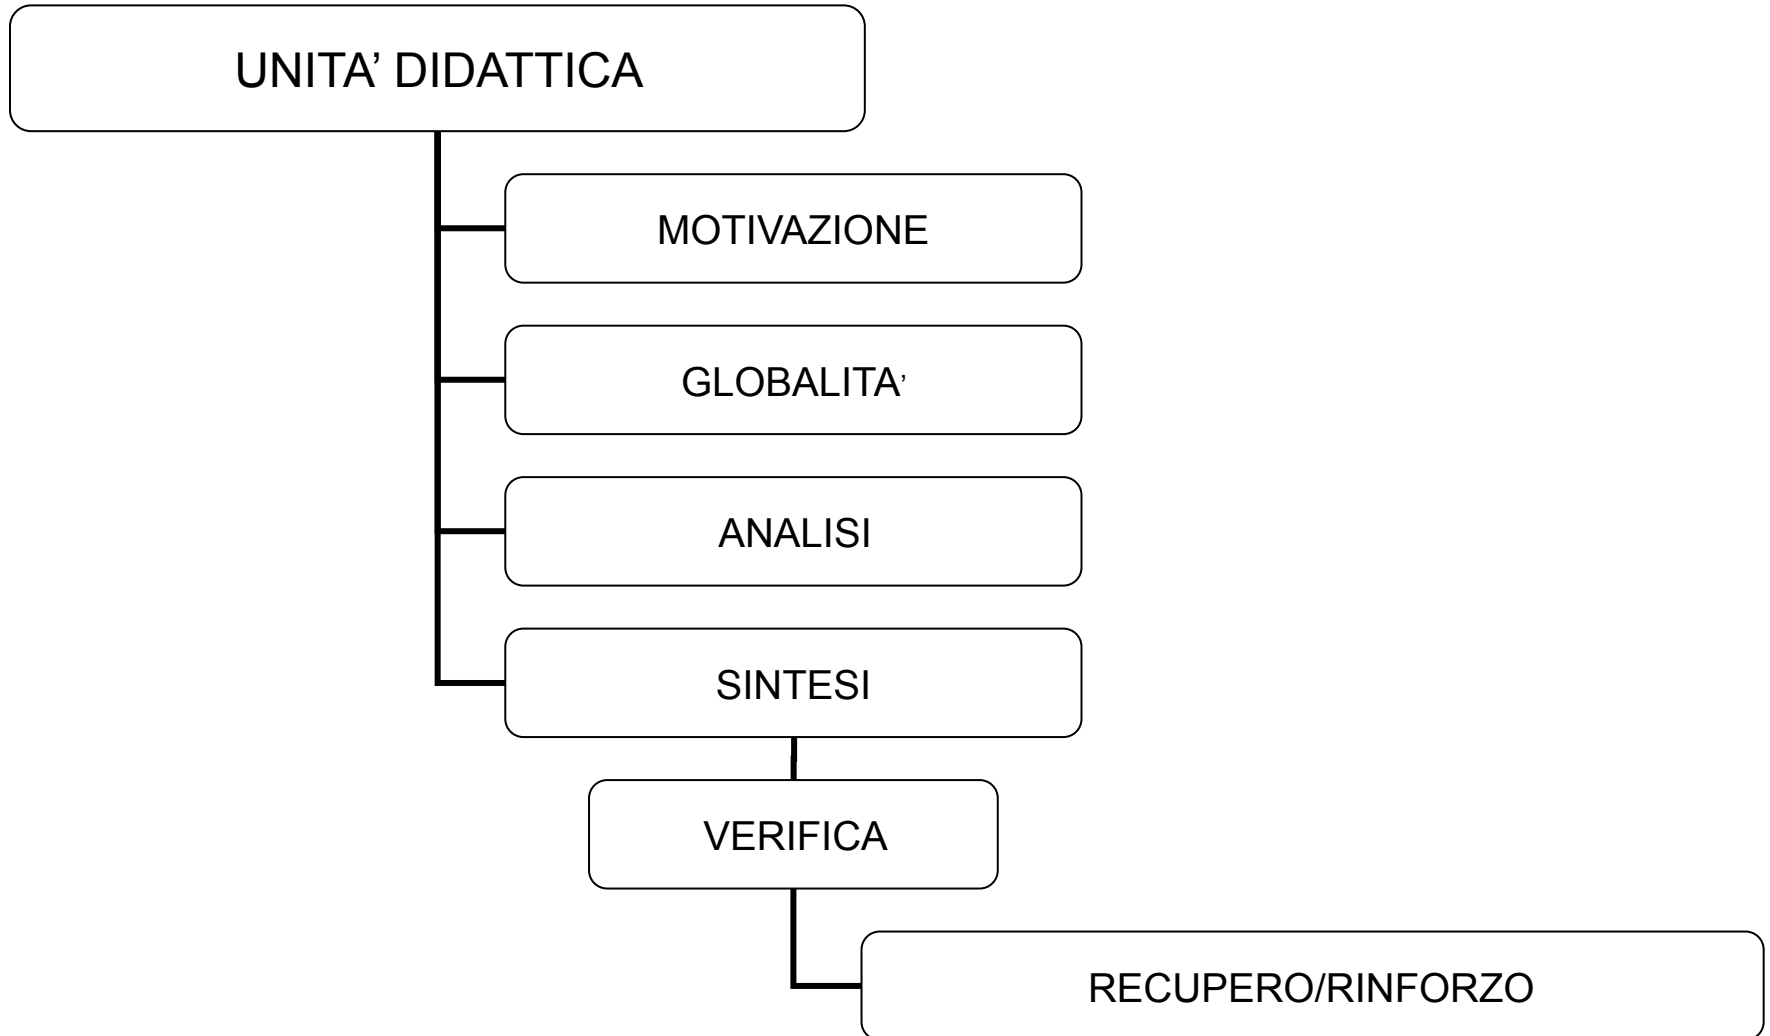 UNITA’ DIDATTICA
MOTIVAZIONE
GLOBALITA’
ANALISI
SINTESI
VERIFICA
RECUPERO/RINFORZO